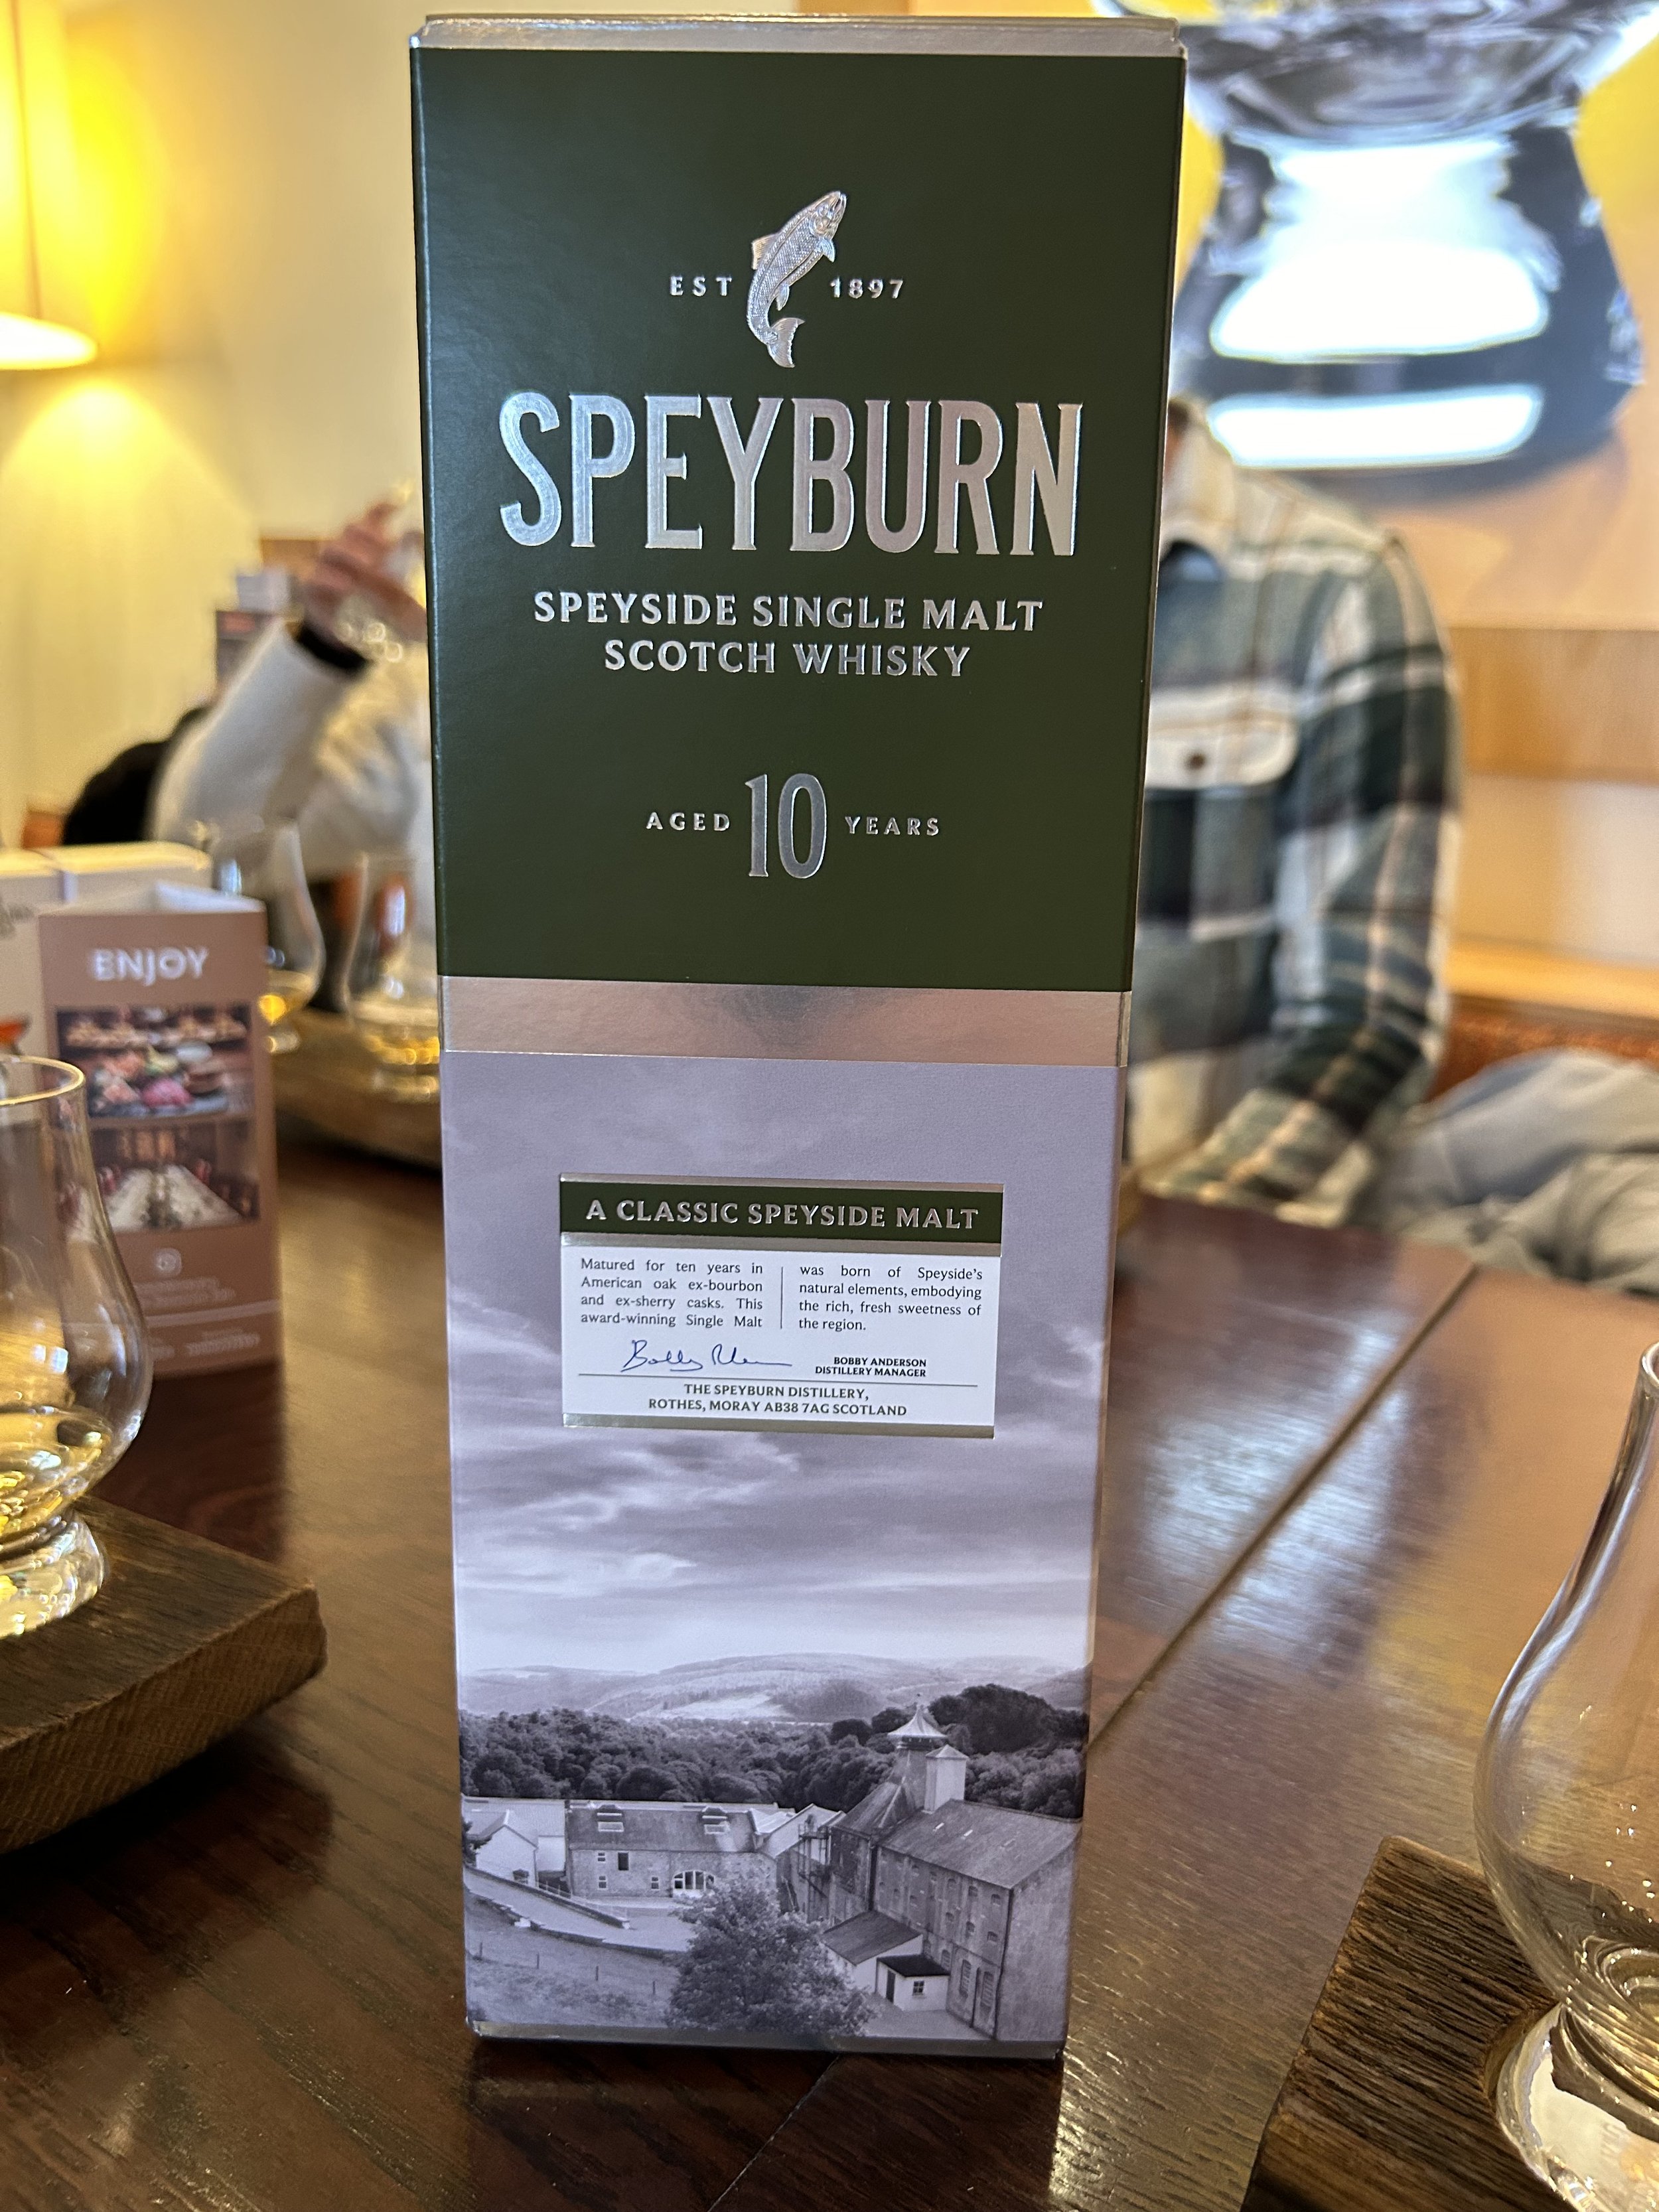 EST 1897
SPEYBURN
SPEYSIDE SINGLE MALT
SCOTCH WHISKY
AGED 10 YEARS
A CLASSIC SPEYSIDE MALT
Matured for ten years in
American oak ex-bourbon
and ex-sherry casks. This
award-winning Single Malt
was born of Speyside's
natural elements, embodying
the rich, fresh sweetness of
the region.
BOBBY ANDERSON
DISTILLERY MANAGER
THE SPEYBURN DISTILLERY,
ROTHES, MORAY AB38 7AG SCOTLAND
ENJOY